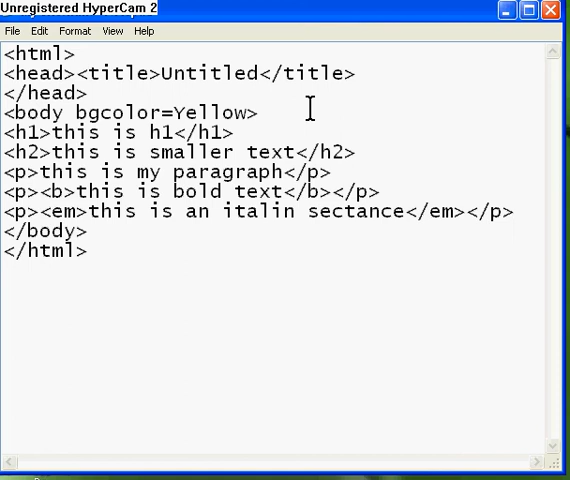 Unregistered HyperCam 2
File Edit Format View Help
<html>
<head><title>Untitled</title>
</head>
<body bgcolor=Yellow>
<h1>this is h1</h1>
<h2>this is smaller text</h2>
<p>this is my paragraph</p>
<p><b>this is bold text</b></p>
<p><em>this is an italin sectance</em></p>
</body>
</html>